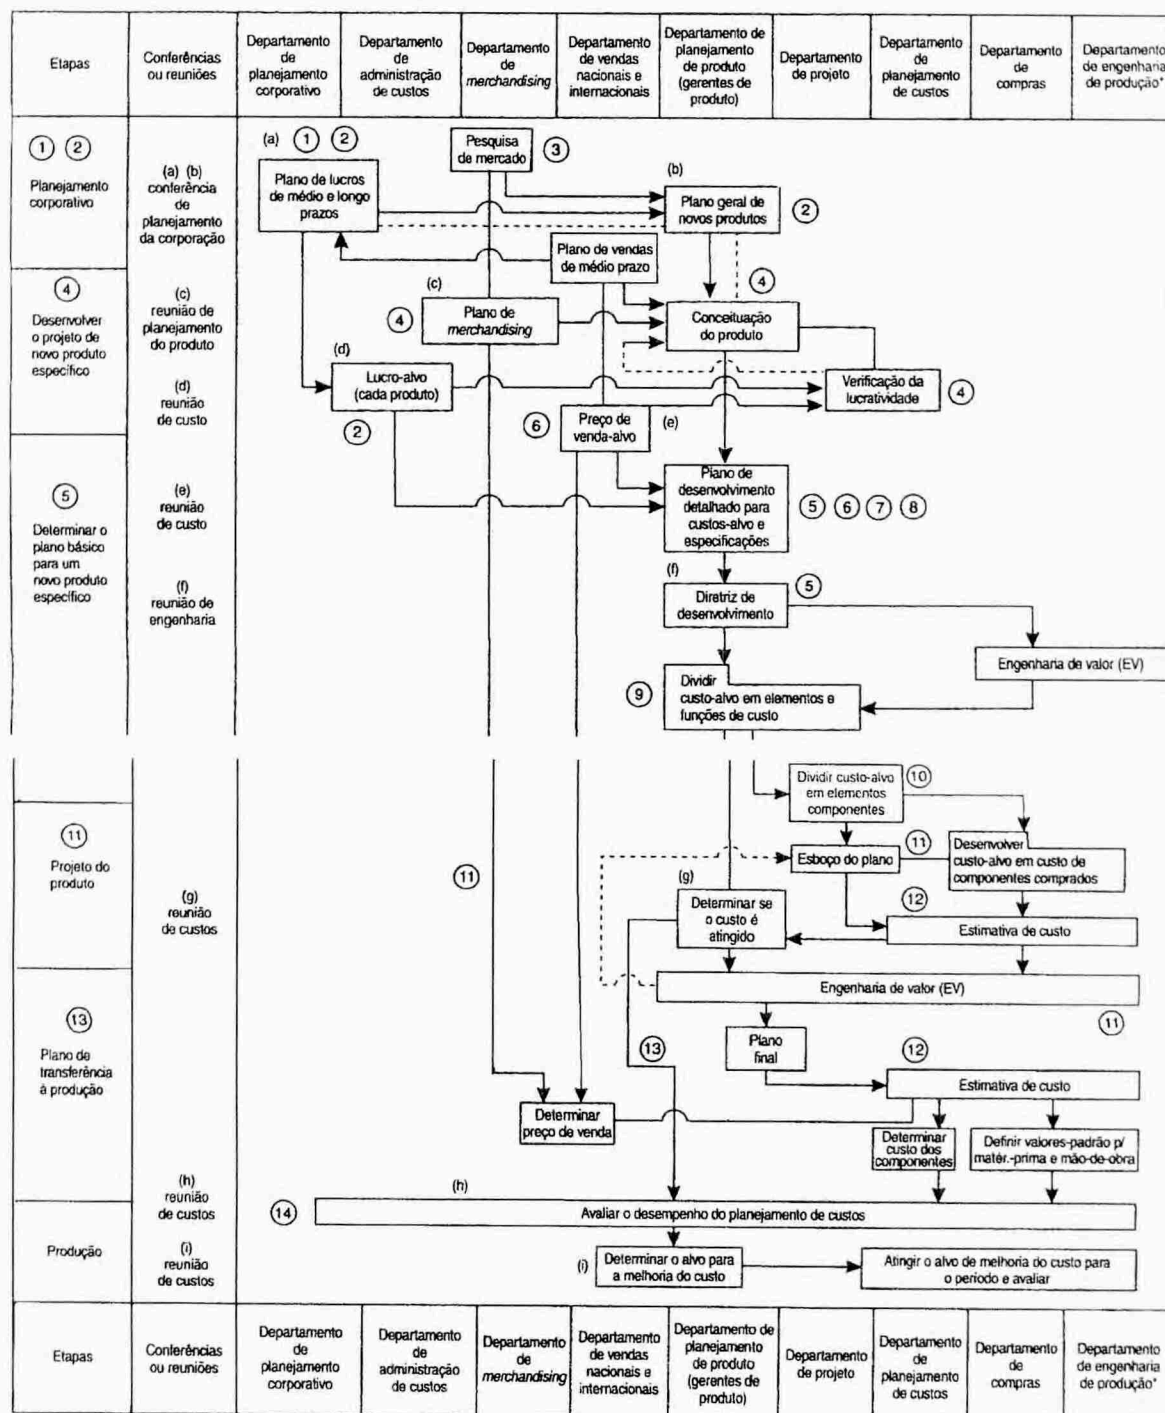 Etapas
Conferências
ou reuniões
Departamento
de
planejamento
corporativo
Departamento
de
administração
de custos
Departamento
de
merchandising
Departamento
de vendas
nacionais e
internacionais
Departamento de
planejamento
de produto
(gerentes de
produto)
Departamento
de projeto
Departamento
de
planejamento
de custos
Departamento
de
compras
Departamento
de engenharia
de produção*
1 2
Planejamento
corporativo
(a) (b)
conferência
de
planejamento
da corporação
(a) 1 2
Plano de lucros
de médio e longo
prazos
Pesquisa
de mercado
3
(b)
Plano geral de
novos produtos
2
Plano de vendas
de médio prazo
4
Desenvolver
o projeto de
novo produto
específico
(c)
reunião de
planejamento
do produto
(c)
4
Plano de
merchandising
4
Conceituação
do produto
(d)
reunião
de custo
(d)
Lucro-alvo
(cada produto)
2
Verificação da
lucratividade
4
6
Preço de
venda-alvo
(e)
5
Determinar o
plano básico
para um
novo produto
específico
(e)
reunião
de custo
Plano de
desenvolvimento
detalhado para
custos-alvo e
especificações
5 6 7 8
(f)
reunião de
engenharia
(f)
Diretriz de
desenvolvimento
5
Engenharia de valor (EV)
9
Dividir
custo-alvo em elementos e
funções de custo
Dividir custo-alvo
em elementos
componentes
10
11
Projeto do
produto
(g)
reunião
de custos
11
Esboço do plano
11
Desenvolver
custo-alvo em custo de
componentes comprados
(g)
Determinar se
o custo é
atingido
12
Estimativa de custo
Engenharia de valor (EV)
11
13
Plano de
transferência
à produção
13
Plano
final
12
Estimativa de custo
Determinar
preço de venda
Determinar
custo dos
componentes
Definir valores-padrão p/
matér.-prima e mão-de-obra
(h)
reunião
de custos
(h)
14
Avaliar o desempenho do planejamento de custos
Produção
(i)
reunião
de custos
(i)
Determinar o alvo para
a melhoria do custo
Atingir o alvo de melhoria do custo para
o período e avaliar
Etapas
Conferências
ou reuniões
Departamento
de
planejamento
corporativo
Departamento
de
administração
de custos
Departamento
de
merchandising
Departamento
de vendas
nacionais e
internacionais
Departamento de
planejamento
de produto
(gerentes de
produto)
Departamento
de projeto
Departamento
de
planejamento
de custos
Departamento
de
compras
Departamento
de engenharia
de produção*